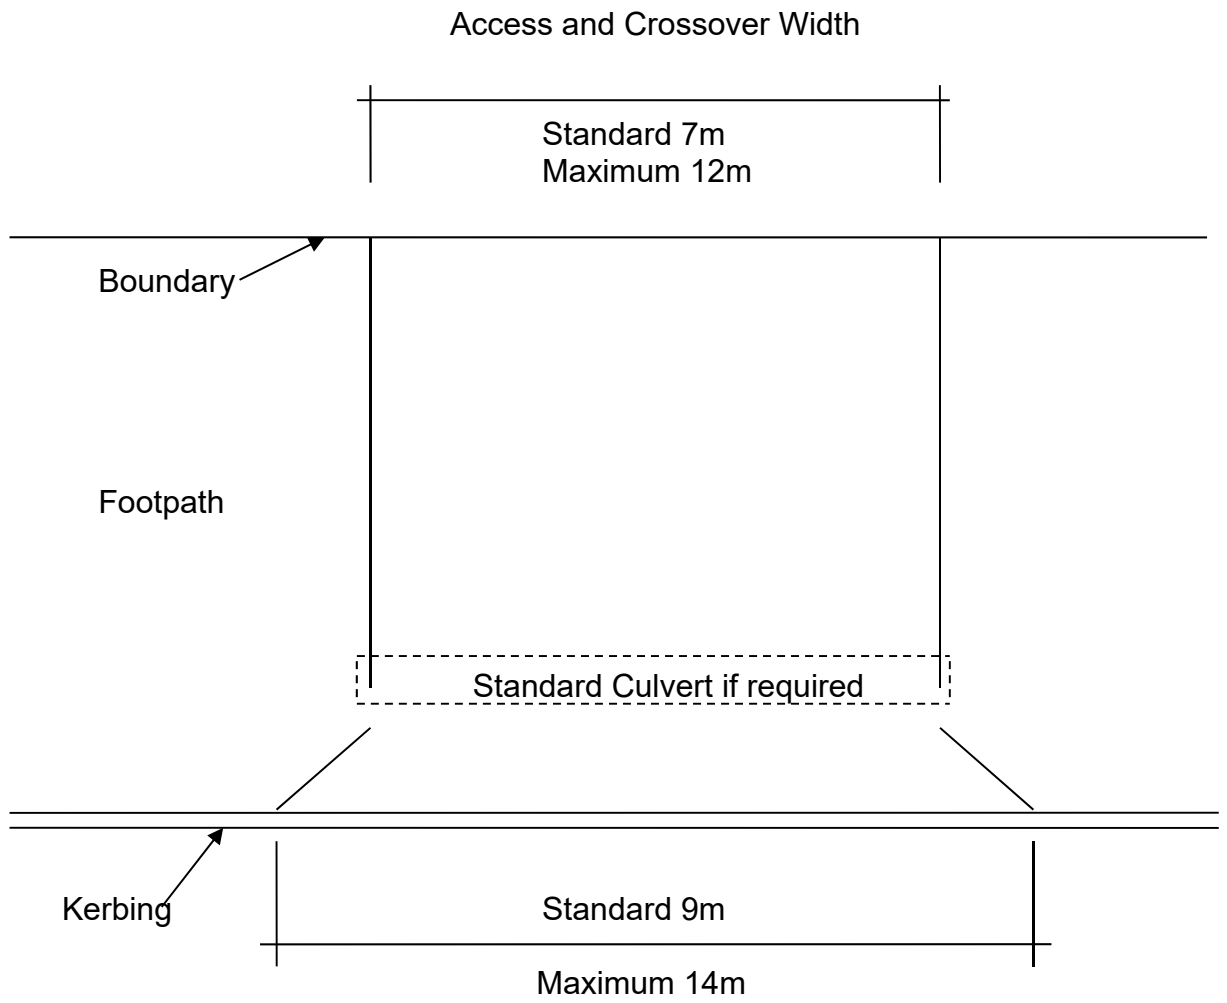 Access and Crossover Width
Standard 7m
Maximum 12m
Boundary
Footpath
Standard Culvert if required
Kerbing
Standard 9m
Maximum 14m